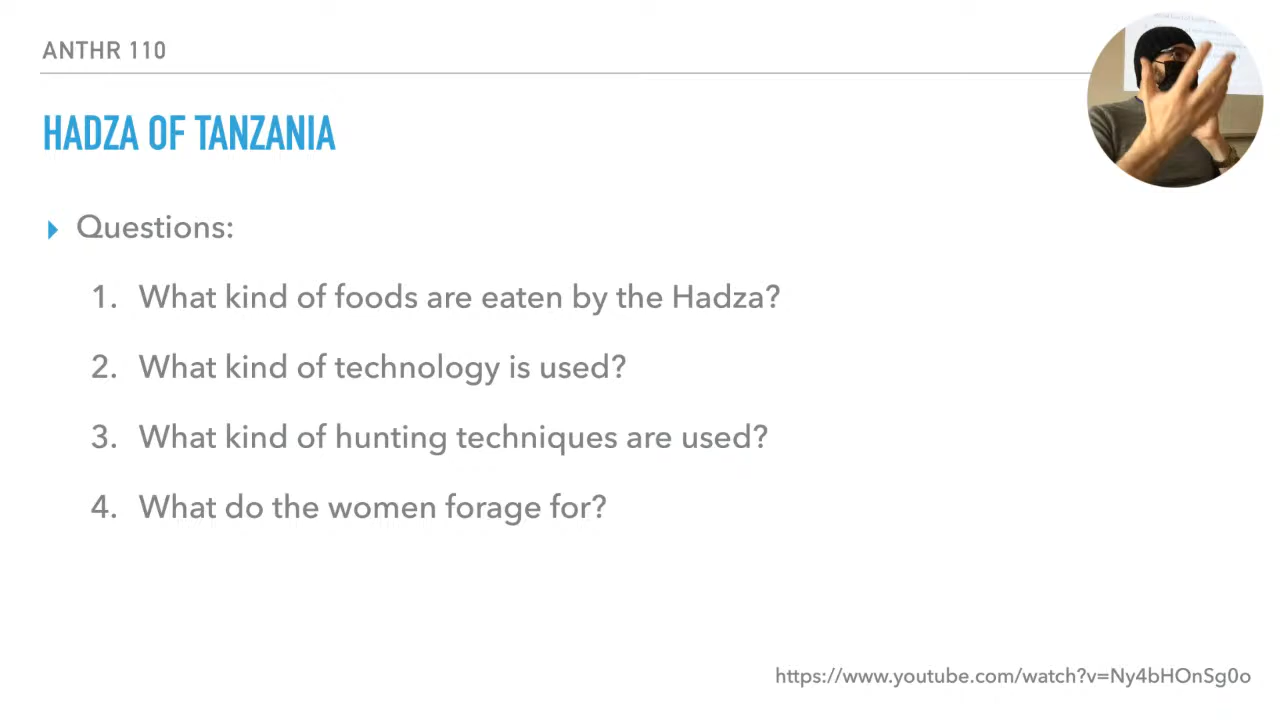 ANTHR 110
HADZA OF TANZANIA
Questions:
1. What kind of foods are eaten by the Hadza?
2. What kind of technology is used?
3. What kind of hunting techniques are used?
4. What do the women forage for?
https://www.youtube.com/watch?v=Ny4bHOnSg0o